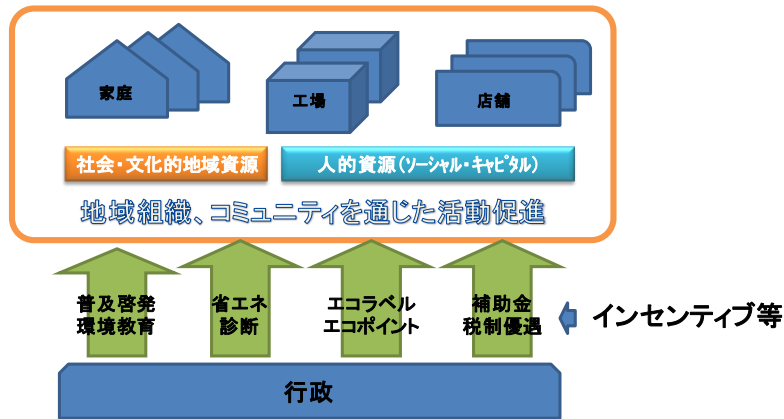 家庭
工場
店舗
社会・文化的地域資源
人的資源（ｿｰｼｬﾙ・ｷｬﾋﾟﾀﾙ）
地域組織、コミュニティを通じた活動促進
普及啓発
環境教育
省エネ
診断
エコラベル
エコポイント
補助金
税制優遇
インセンティブ等
行政